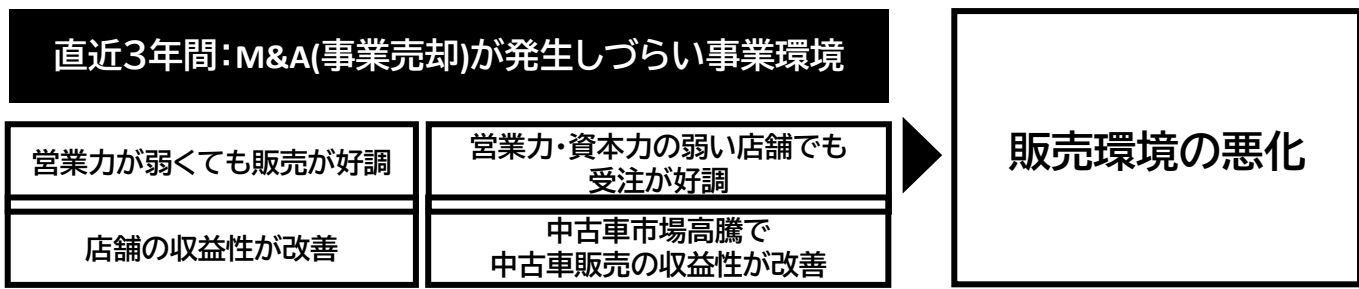 直近３年間：M&A(事業売却)が発生しづらい事業環境
営業力が弱くても販売が好調
店舗の収益性が改善
営業力・資本力の弱い店舗でも
受注が好調
中古車市場高騰で
中古車販売の収益性が改善
販売環境の悪化